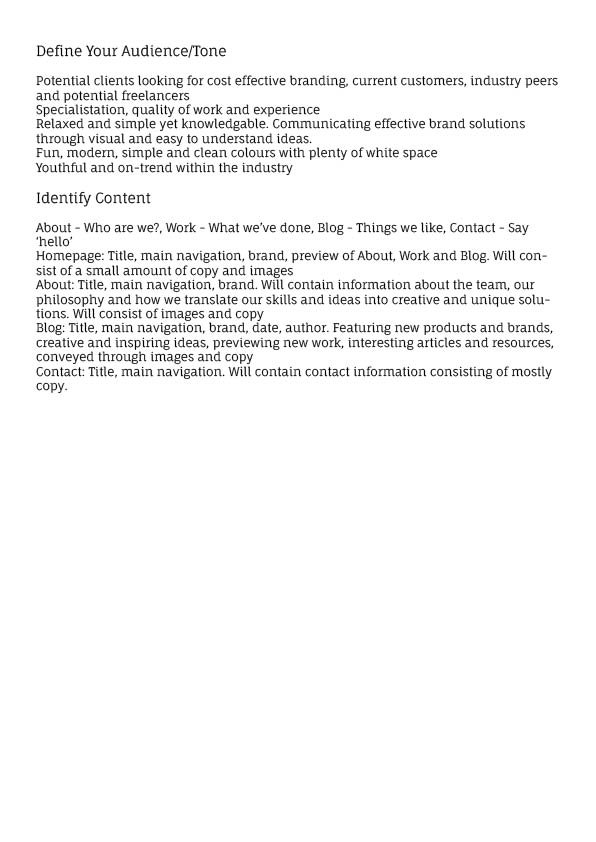 Define Your Audience/Tone
Potential clients looking for cost effective branding, current customers, industry peers
and potential freelancers
Specialistation, quality of work and experience
Relaxed and simple yet knowledgable. Communicating effective brand solutions
through visual and easy to understand ideas.
Fun, modern, simple and clean colours with plenty of white space
Youthful and on-trend within the industry
Identify Content
About - Who are we?, Work - What we’ve done, Blog - Things we like, Contact - Say
‘hello’
Homepage: Title, main navigation, brand, preview of About, Work and Blog. Will con-
sist of a small amount of copy and images
About: Title, main navigation, brand. Will contain information about the team, our
philosophy and how we translate our skills and ideas into creative and unique solu-
tions. Will consist of images and copy
Blog: Title, main navigation, brand, date, author. Featuring new products and brands,
creative and inspiring ideas, previewing new work, interesting articles and resources,
conveyed through images and copy
Contact: Title, main navigation. Will contain contact information consisting of mostly
copy.